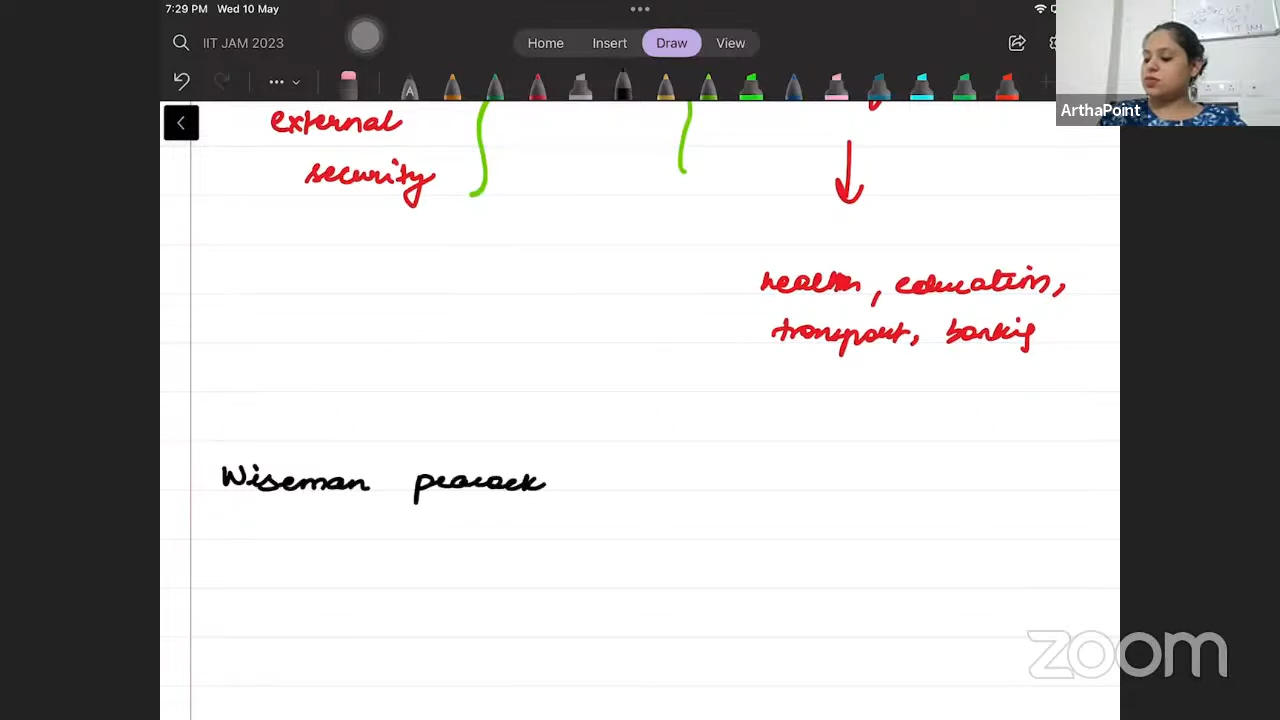 7:29 PM Wed 10 May
IIT JAM 2023
Home Insert Draw View
A
ArthaPoint
external
security
health, education,
transport, banking
Wiseman peacock
zoom